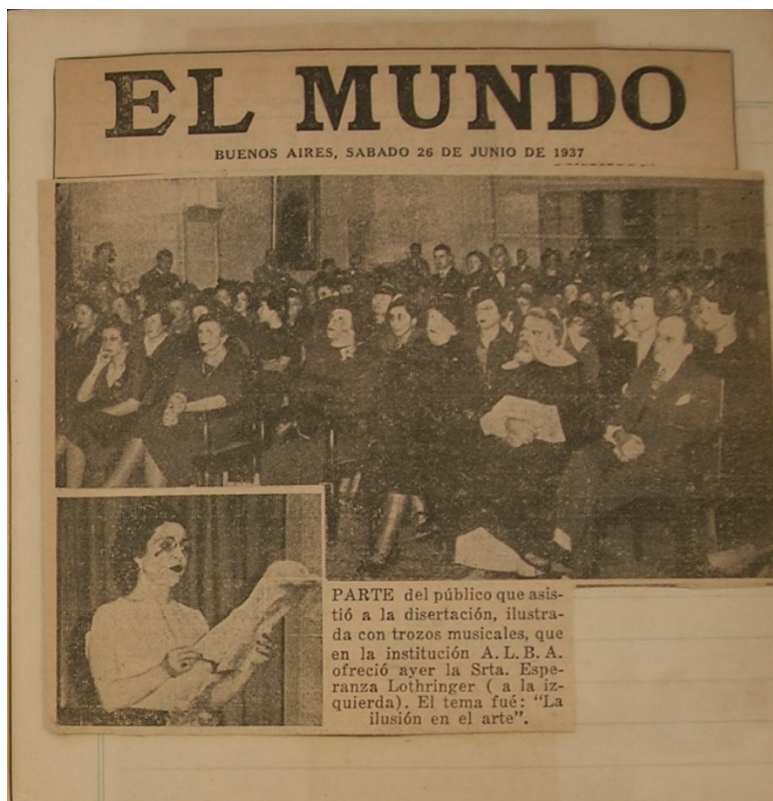 EL MUNDO
BUENOS AIRES, SABADO 26 DE JUNIO DE 1937
PARTE del público que asis-
tió a la disertación, ilustra-
da con trozos musicales, que
en la institución A. L. B. A.
ofreció ayer la Srta. Espe-
ranza Lothringer ( a la iz-
quierda). El tema fué: "La
ilusión en el arte".